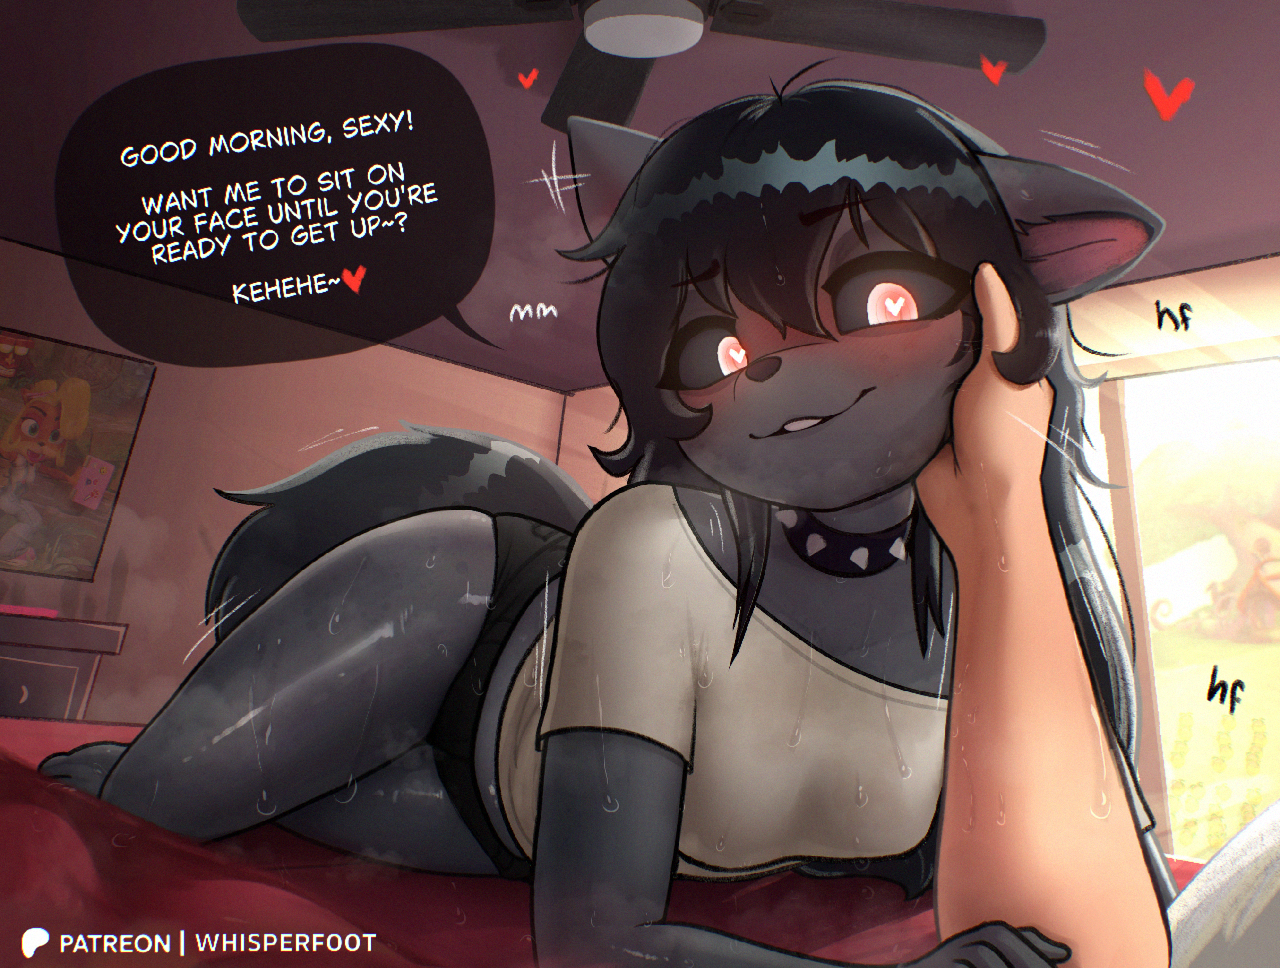 GOOD MORNING, SEXY!
WANT ME TO SIT ON
YOUR FACE UNTIL YOU'RE
READY TO GET UP~?
KEHEHE~
mm
hf
hf
PATREON | WHISPERFOOT